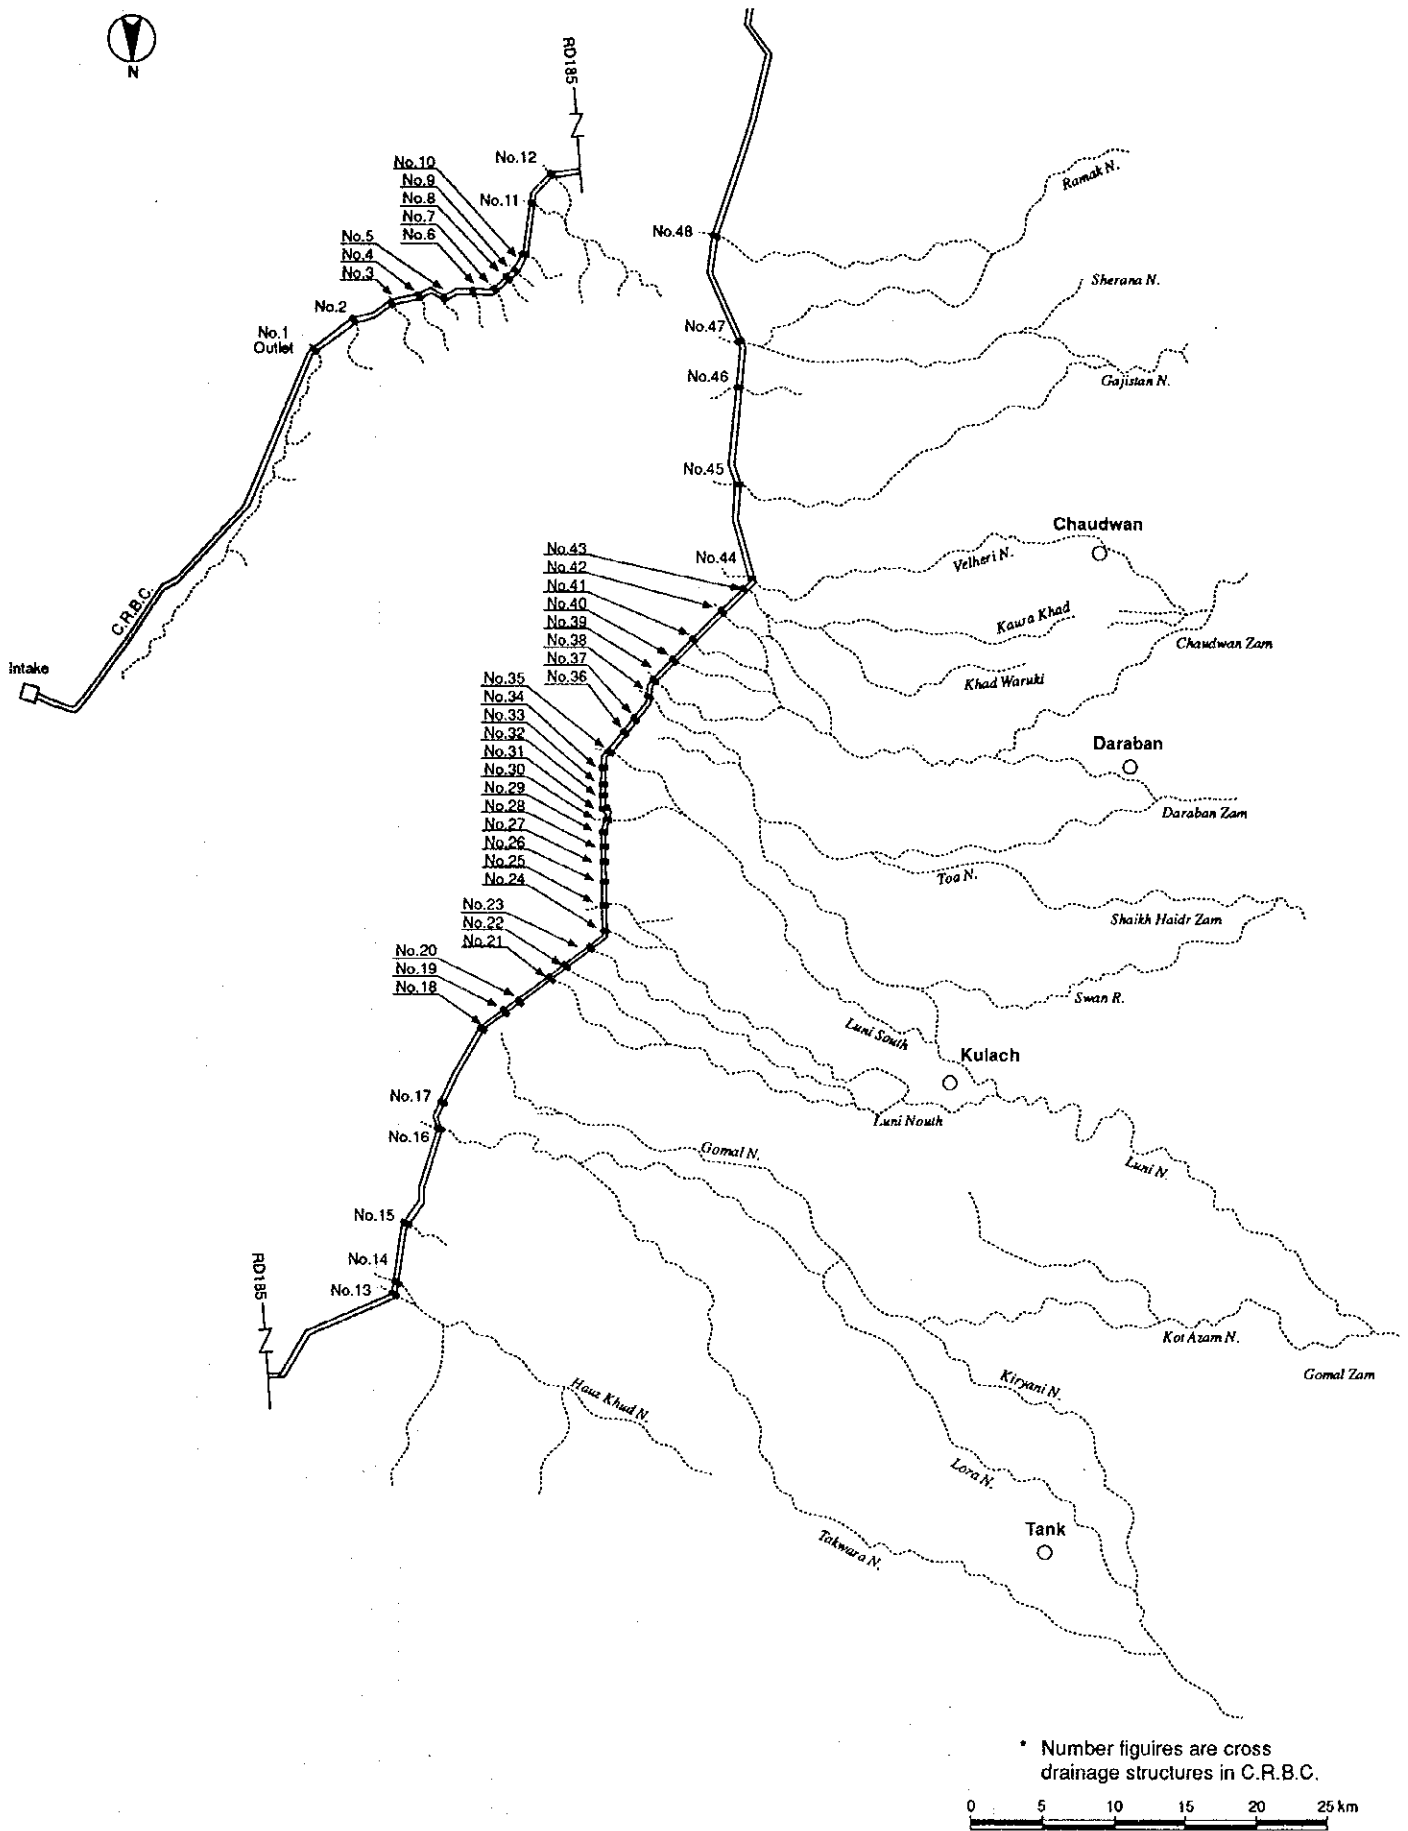 N
RD185
No.12
No.10
No.9
No.8
No.7
No.6
No.11
No.5
No.4
No.3
No.2
No.1
Outlet
C.R.B.C.
Intake
Ramak N.
No.48
Sherana N.
No.47
No.46
Gajistan N.
No.45
Chaudwan
No.44
Velheri N.
No.43
No.42
No.41
No.40
No.39
No.38
No.37
No.36
Kawa Khad
Chaudwan Zam
Khad Waruki
No.35
No.34
No.33
No.32
No.31
No.30
No.29
No.28
No.27
No.26
No.25
No.24
Daraban
Daraban Zam
Toa N.
Shaikh Haidr Zam
No.23
No.22
No.21
No.20
No.19
No.18
Swan R.
Luni South
Kulach
No.17
Luni Nouth
No.16
Gomal N.
Luni N.
No.15
No.14
No.13
RD185
Kot Azam N.
Gomal Zam
Kiryani N.
Haua Khud N.
Lora N.
Tank
Takwara N.
* Number figuires are cross
drainage structures in C.R.B.C.
0 5 10 15 20 25 km